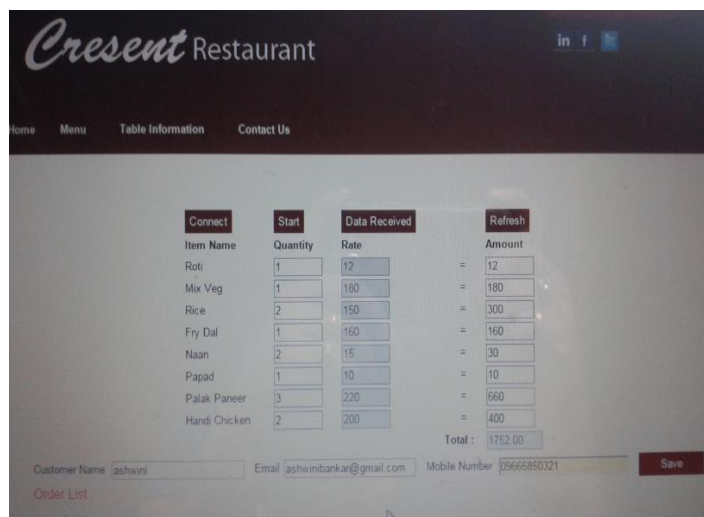 Cresent Restaurant
in f
Home Menu Table Information Contact Us
Connect Start Data Received Refresh
Item Name Quantity Rate Amount
Roti 1 12 = 12
Mix Veg 1 180 = 180
Rice 2 150 = 300
Fry Dal 1 160 = 160
Naan 2 15 = 30
Papad 1 10 = 10
Palak Paneer 3 220 = 660
Handi Chicken 2 200 = 400
Total : 1752.00
Customer Name ashwini Email ashwinibankar@gmail.com Mobile Number 09665850321 Save
Order List